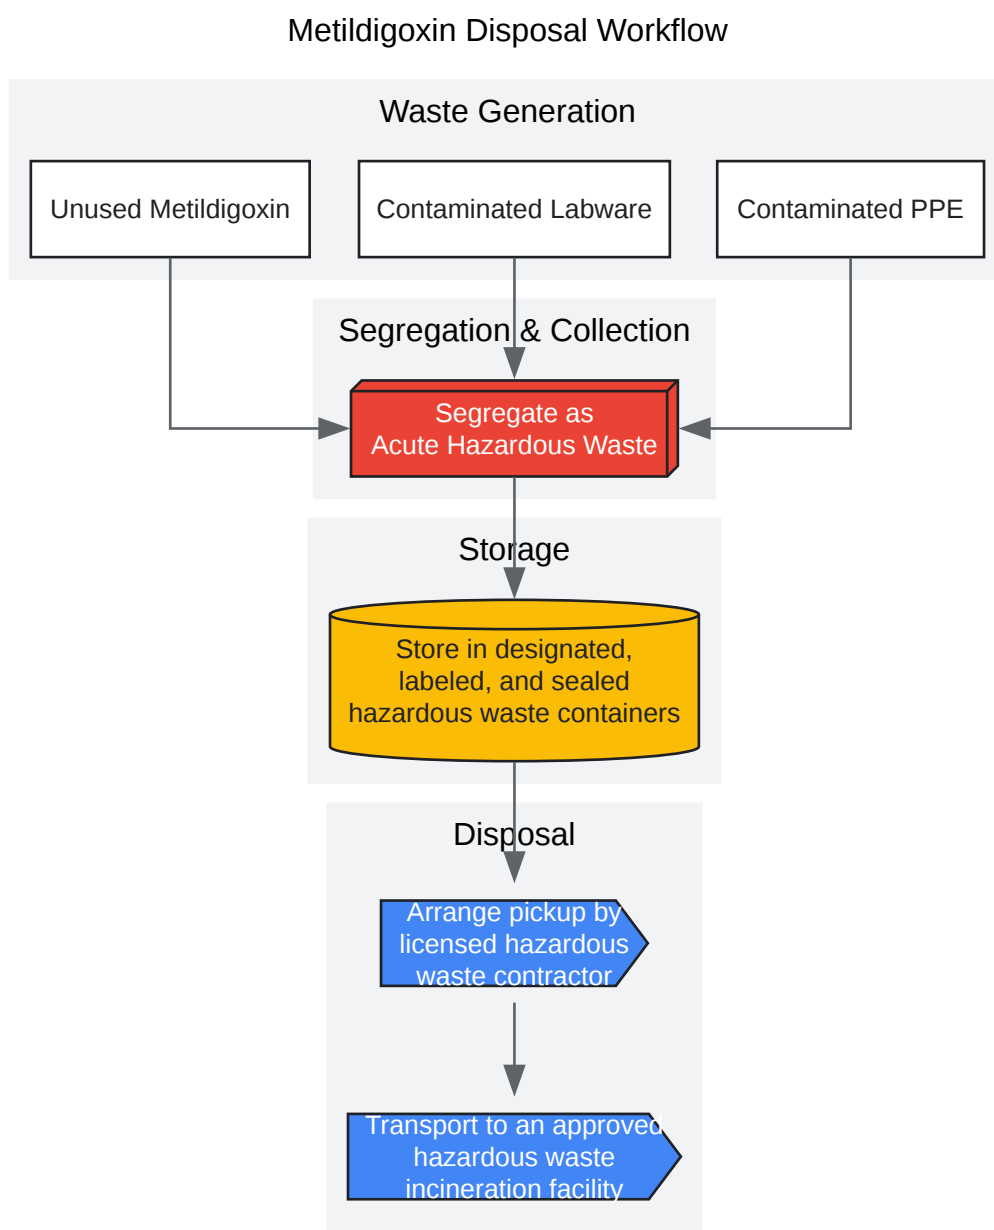 Metildigoxin Disposal Workflow
Waste Generation
Unused Metildigoxin
Contaminated Labware
Contaminated PPE
Segregation & Collection
Segregate as
Acute Hazardous Waste
Storage
Store in designated,
labeled, and sealed
hazardous waste containers
Disposal
Arrange pickup by
licensed hazardous
waste contractor
Transport to an approved
hazardous waste
incineration facility